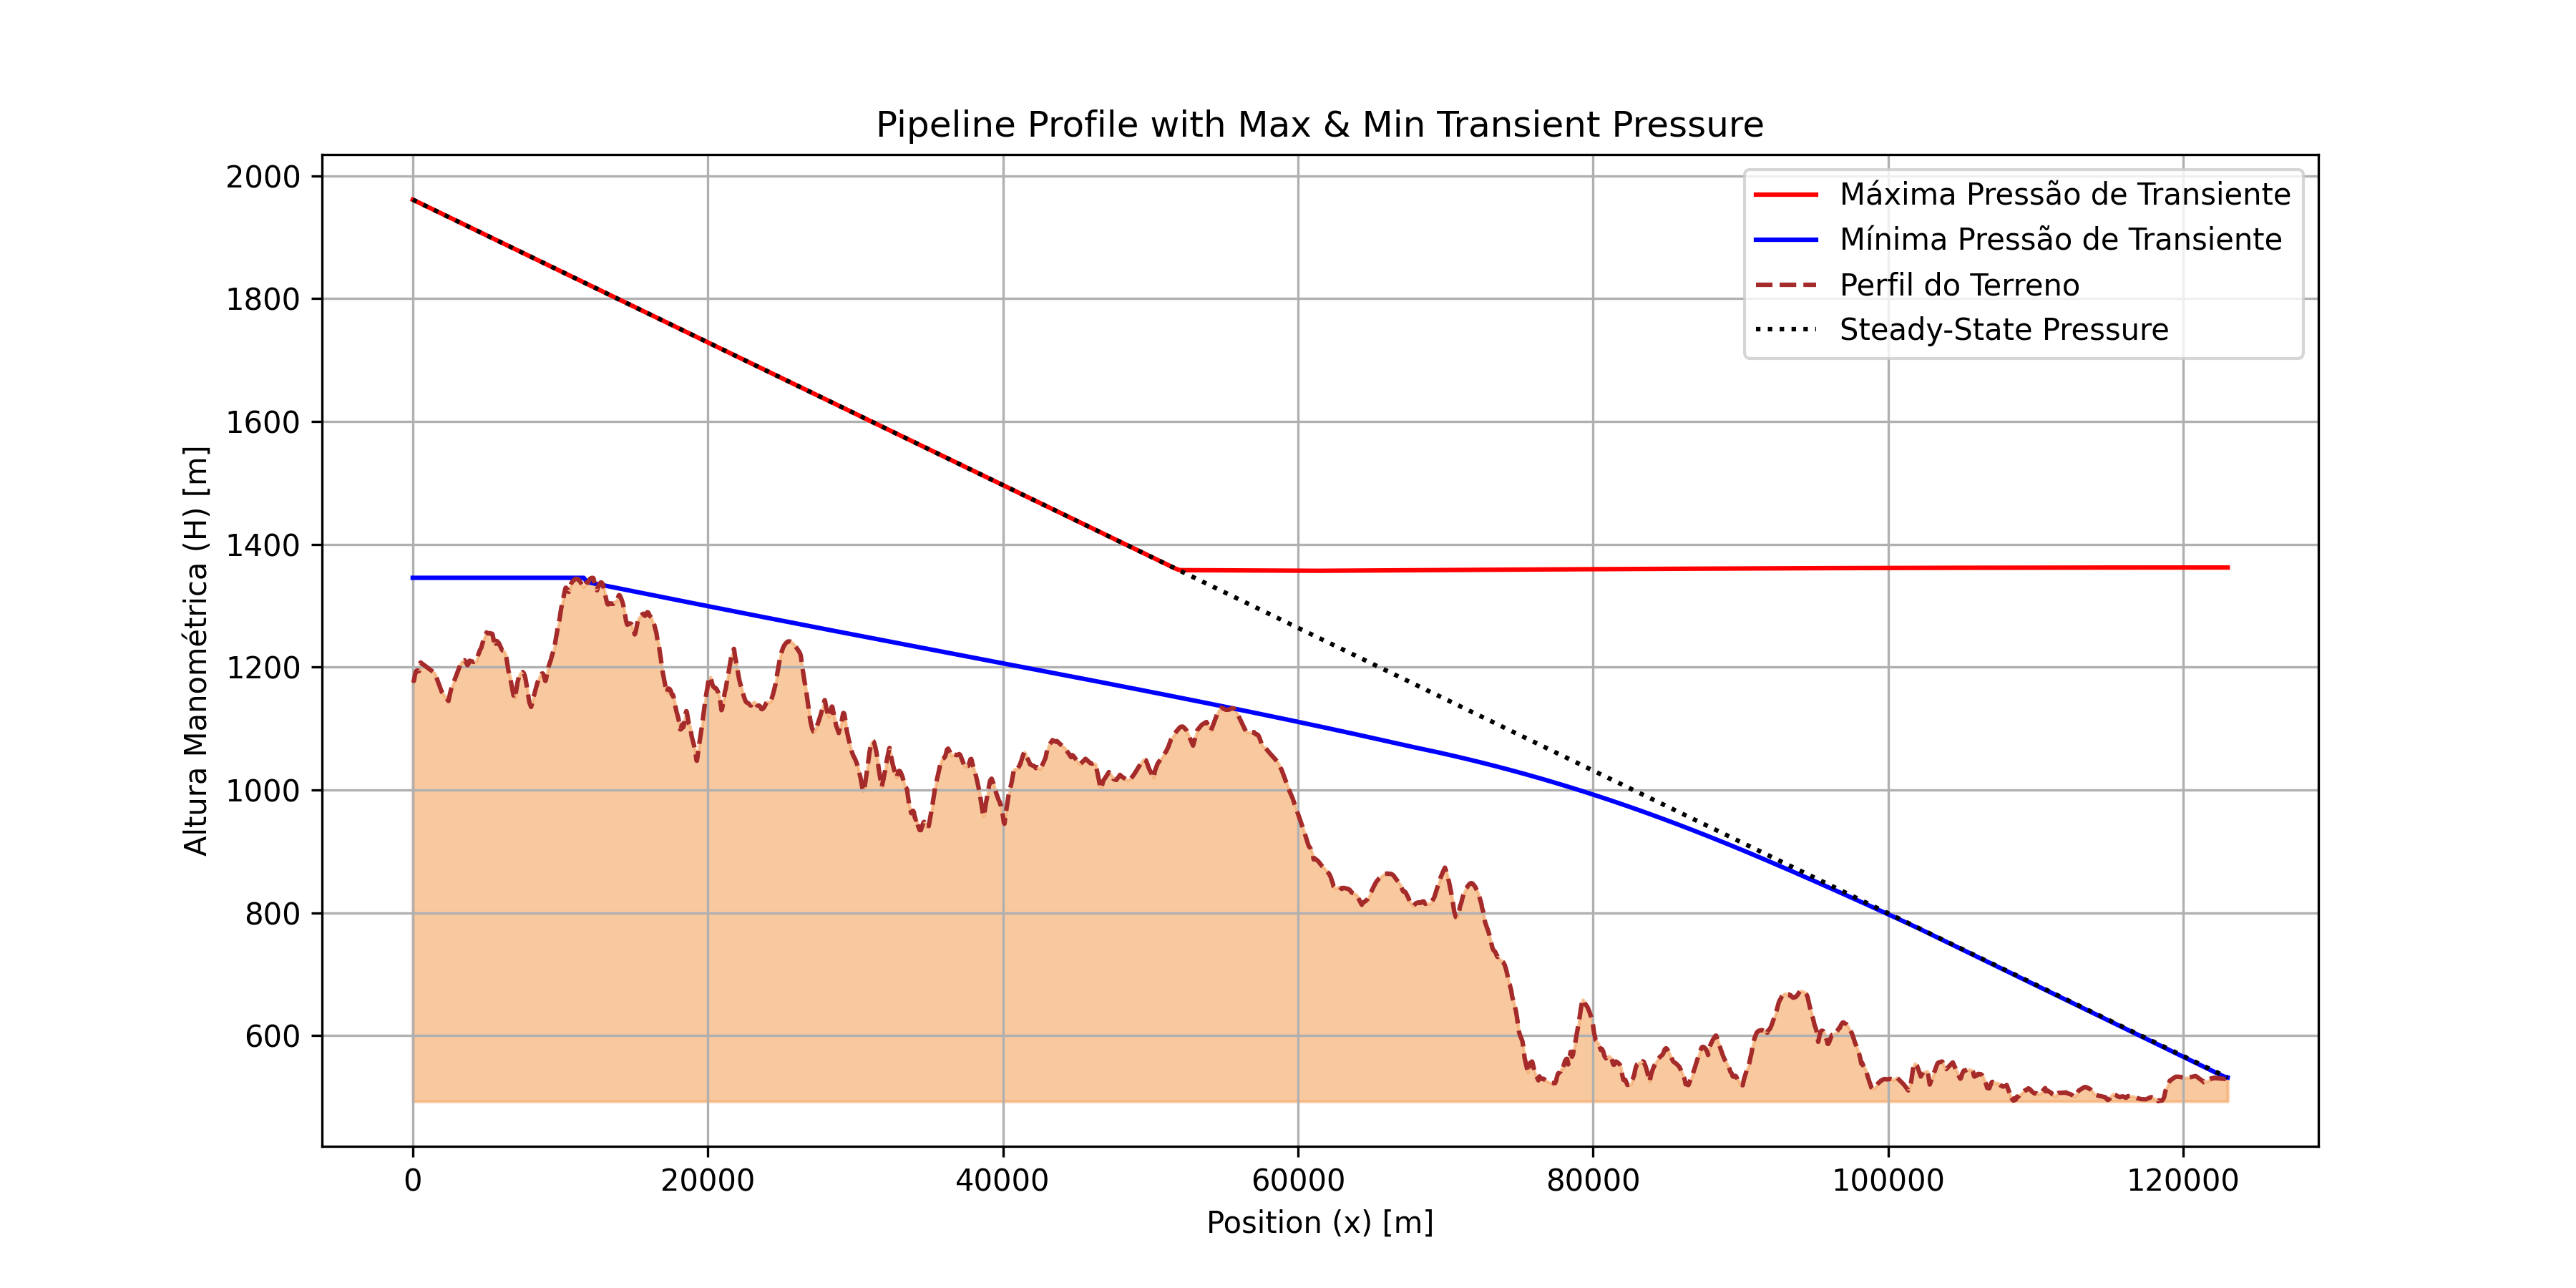 Pipeline Profile with Max & Min Transient Pressure
Máxima Pressão de Transiente
Mínima Pressão de Transiente
Perfil do Terreno
Steady-State Pressure
Altura Manométrica (H) [m]
2000
1800
1600
1400
1200
1000
800
600
0 20000 40000 60000 80000 100000 120000
Position (x) [m]